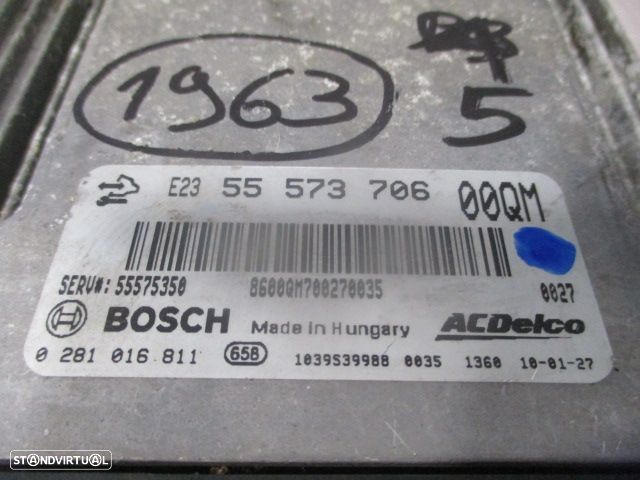 1963
5
E23 55 573 706 00QM
SERV#: 55575350 8600QM700270035 0027
BOSCH Made in Hungary ACDelco
0 281 016 811 658 1039S39988 0035 1360 10-01-27
STANDVIRTUAL